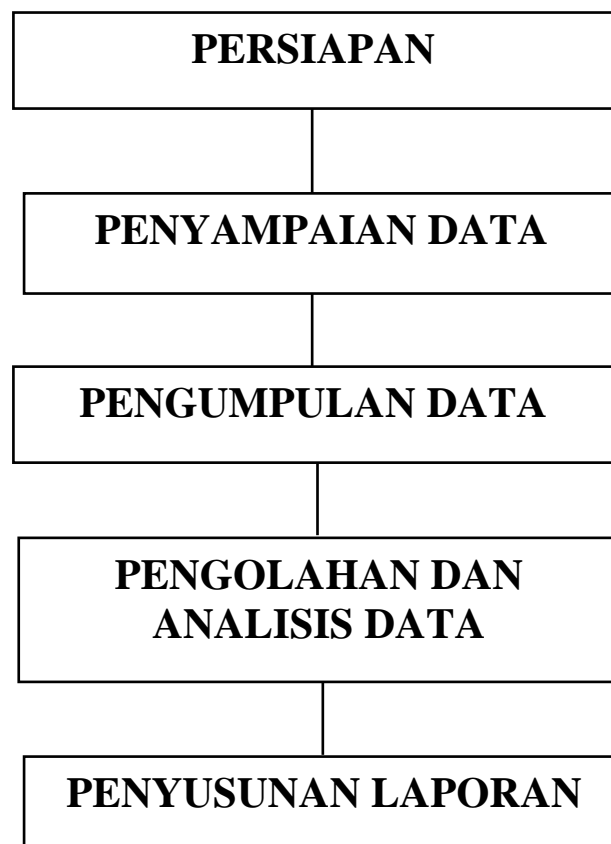 PERSIAPAN
PENYAMPAIAN DATA
PENGUMPULAN DATA
PENGOLAHAN DAN
ANALISIS DATA
PENYUSUNAN LAPORAN